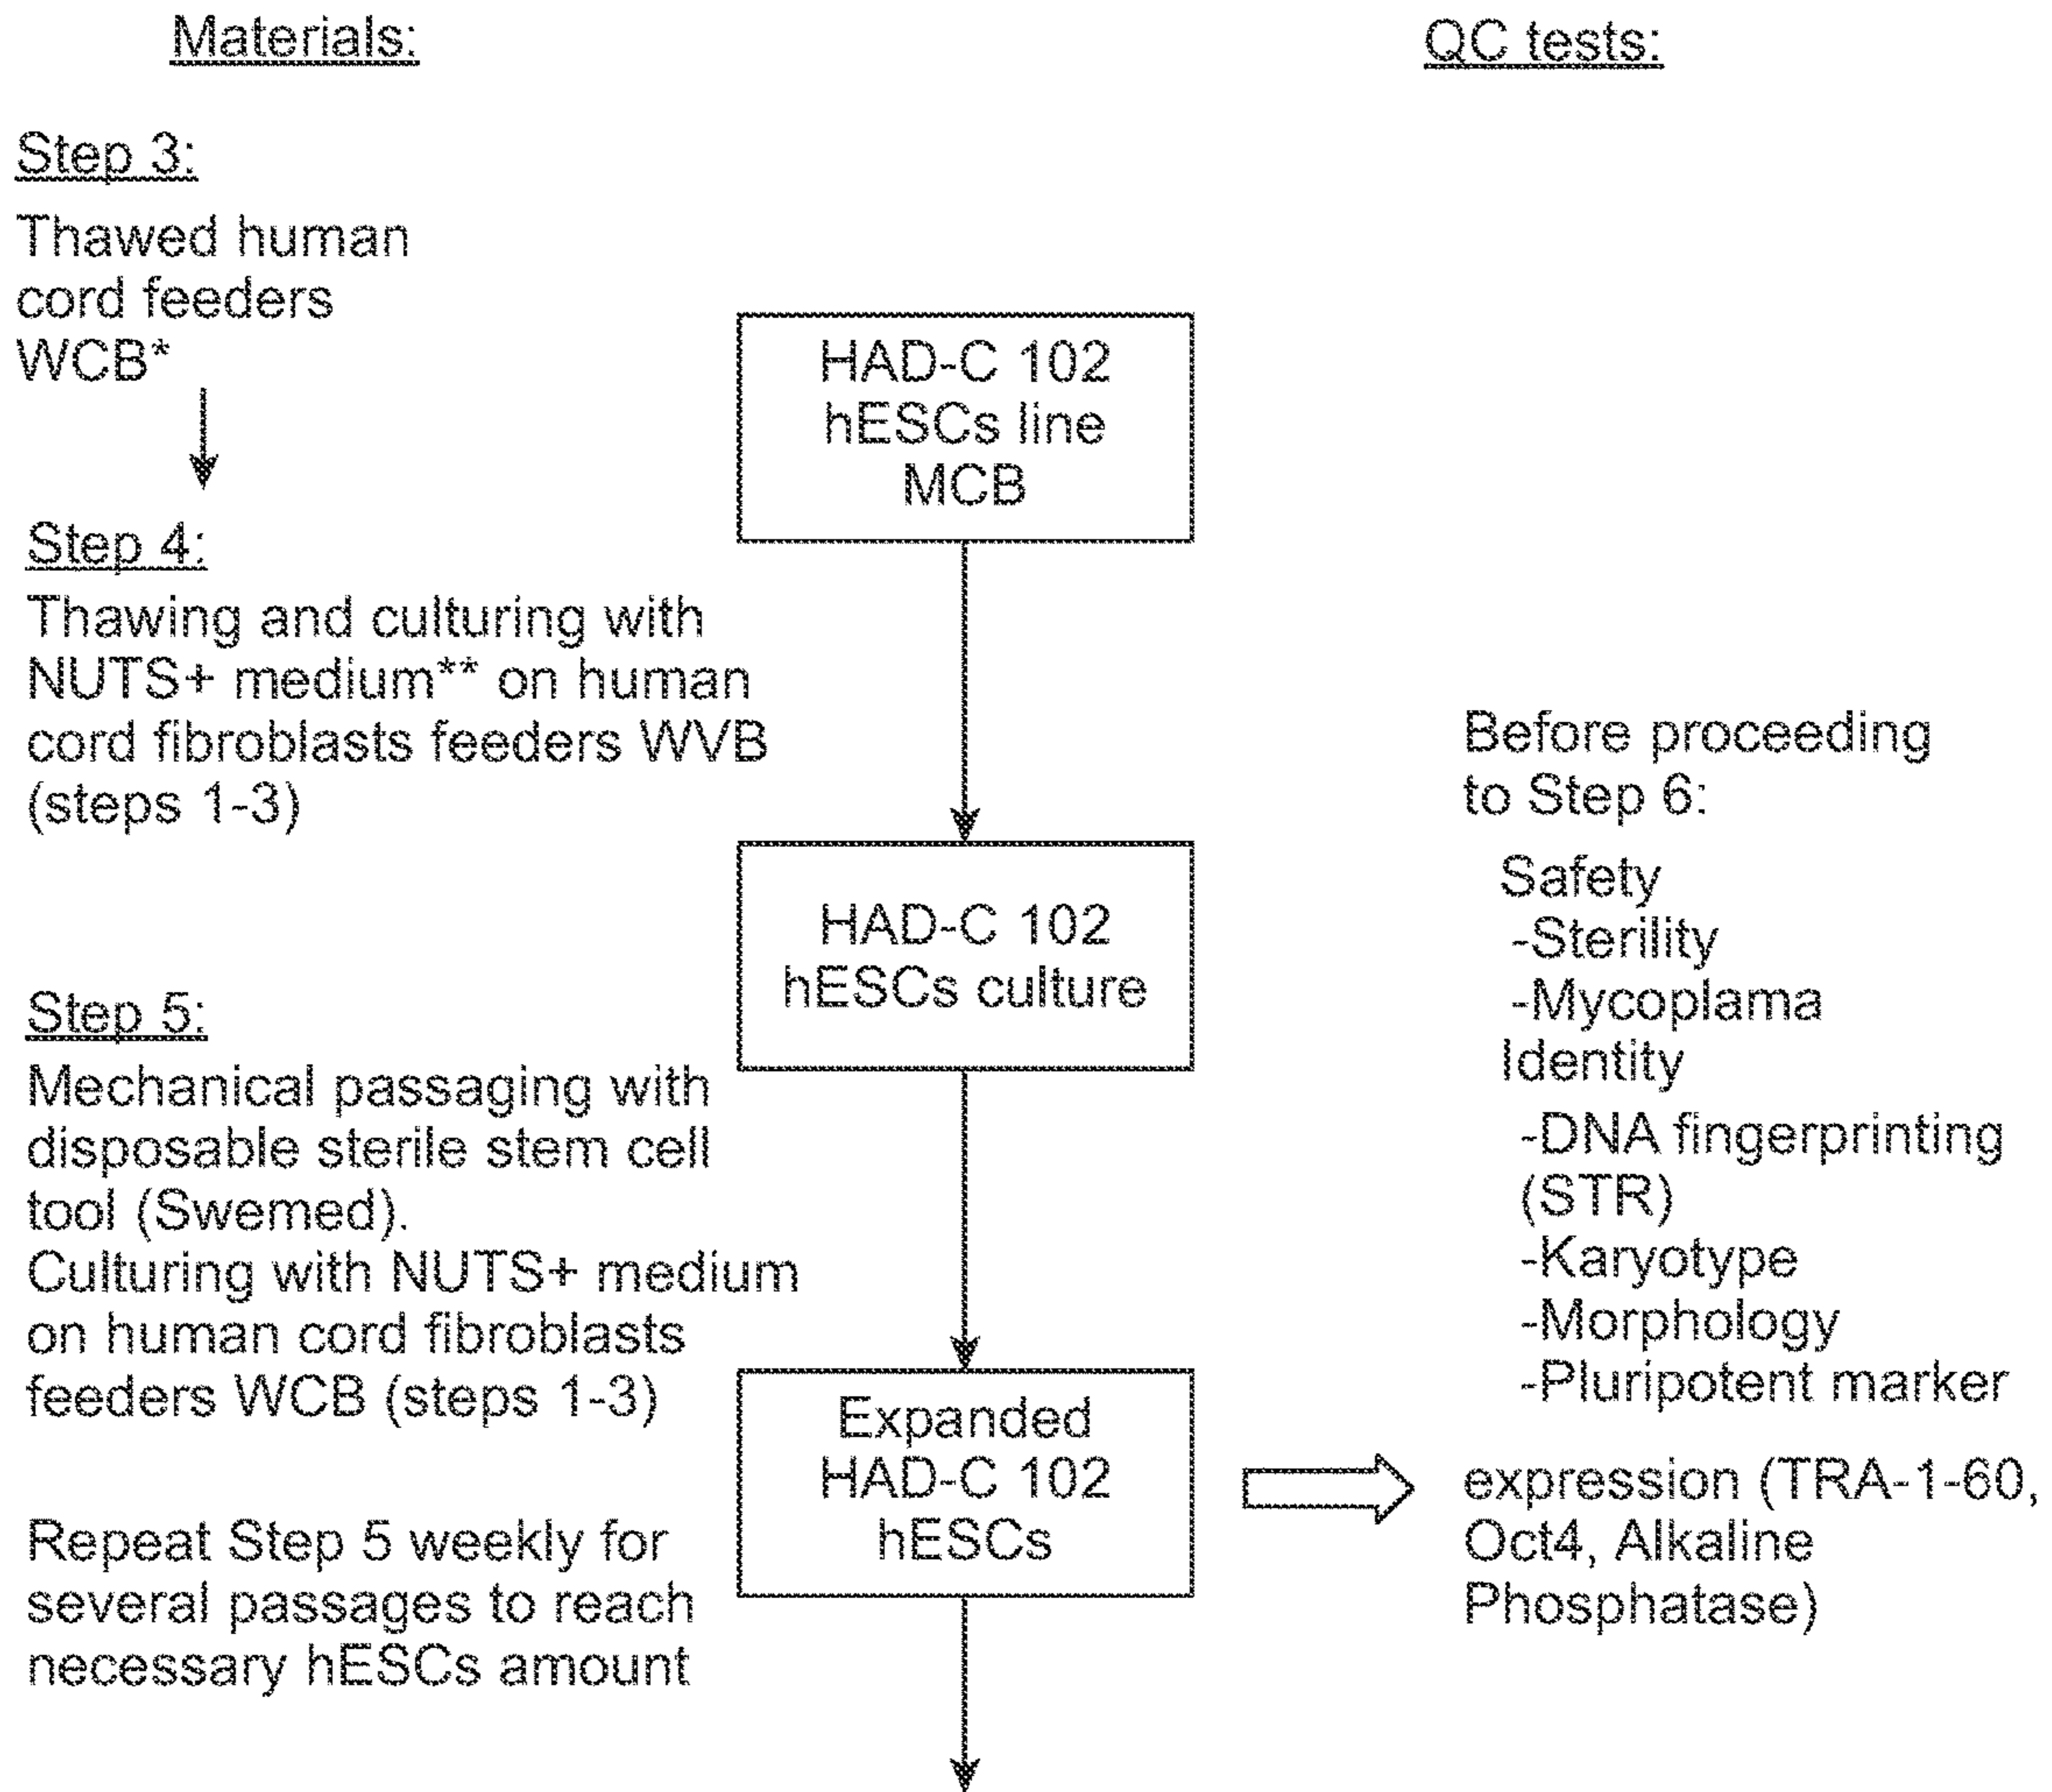 Materials:
Step 3:
Thawed human
cord feeders
WCB*
Step 4:
Thawing and culturing with
NUTS+ medium** on human
cord fibroblasts feeders WVB
(steps 1-3)
Step 5:
Mechanical passaging with
disposable sterile stem cell
tool (Swemed).
Culturing with NUTS+ medium
on human cord fibroblasts
feeders WCB (steps 1-3)
Repeat Step 5 weekly for
several passages to reach
necessary hESCs amount
HAD-C 102
hESCs line
MCB
HAD-C 102
hESCs culture
Expanded
HAD-C 102
hESCs
QC tests:
Before proceeding
to Step 6:
Safety
-Sterility
-Mycoplama
Identity
-DNA fingerprinting
(STR)
-Karyotype
-Morphology
-Pluripotent marker
expression (TRA-1-60,
Oct4, Alkaline
Phosphatase)